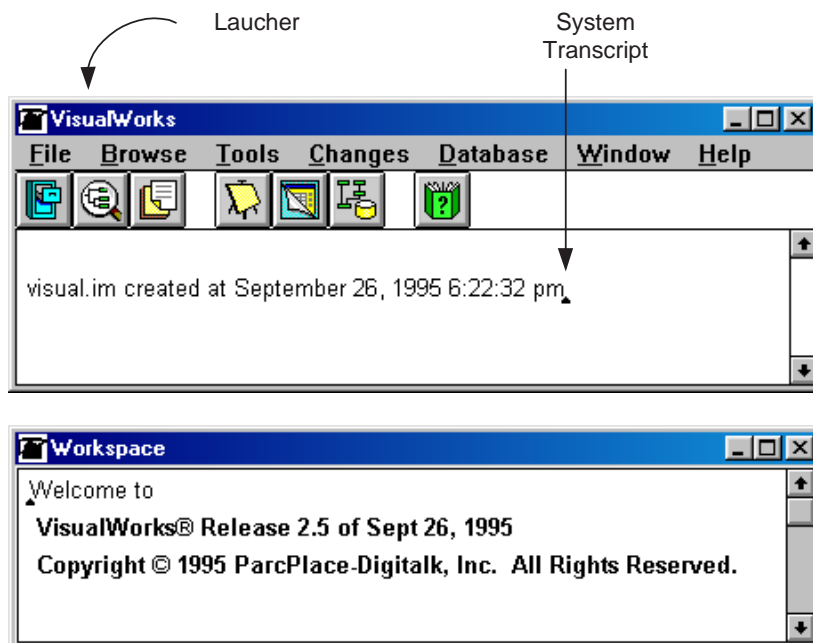 Laucher
System
Transcript
VisualWorks
File Browse Tools Changes Database Window Help
?
visual.im created at September 26, 1995 6:22:32 pm
Workspace
Welcome to
VisualWorks® Release 2.5 of Sept 26, 1995
Copyright © 1995 ParcPlace-Digitalk, Inc. All Rights Reserved.